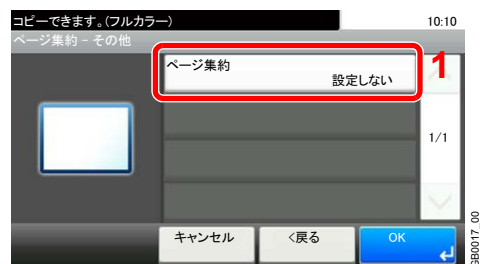 コピーできます。(フルカラー)
10:10
ページ集約 – その他
ページ集約
設定しない
1
1/1
キャンセル
<戻る
OK
GB0017_00